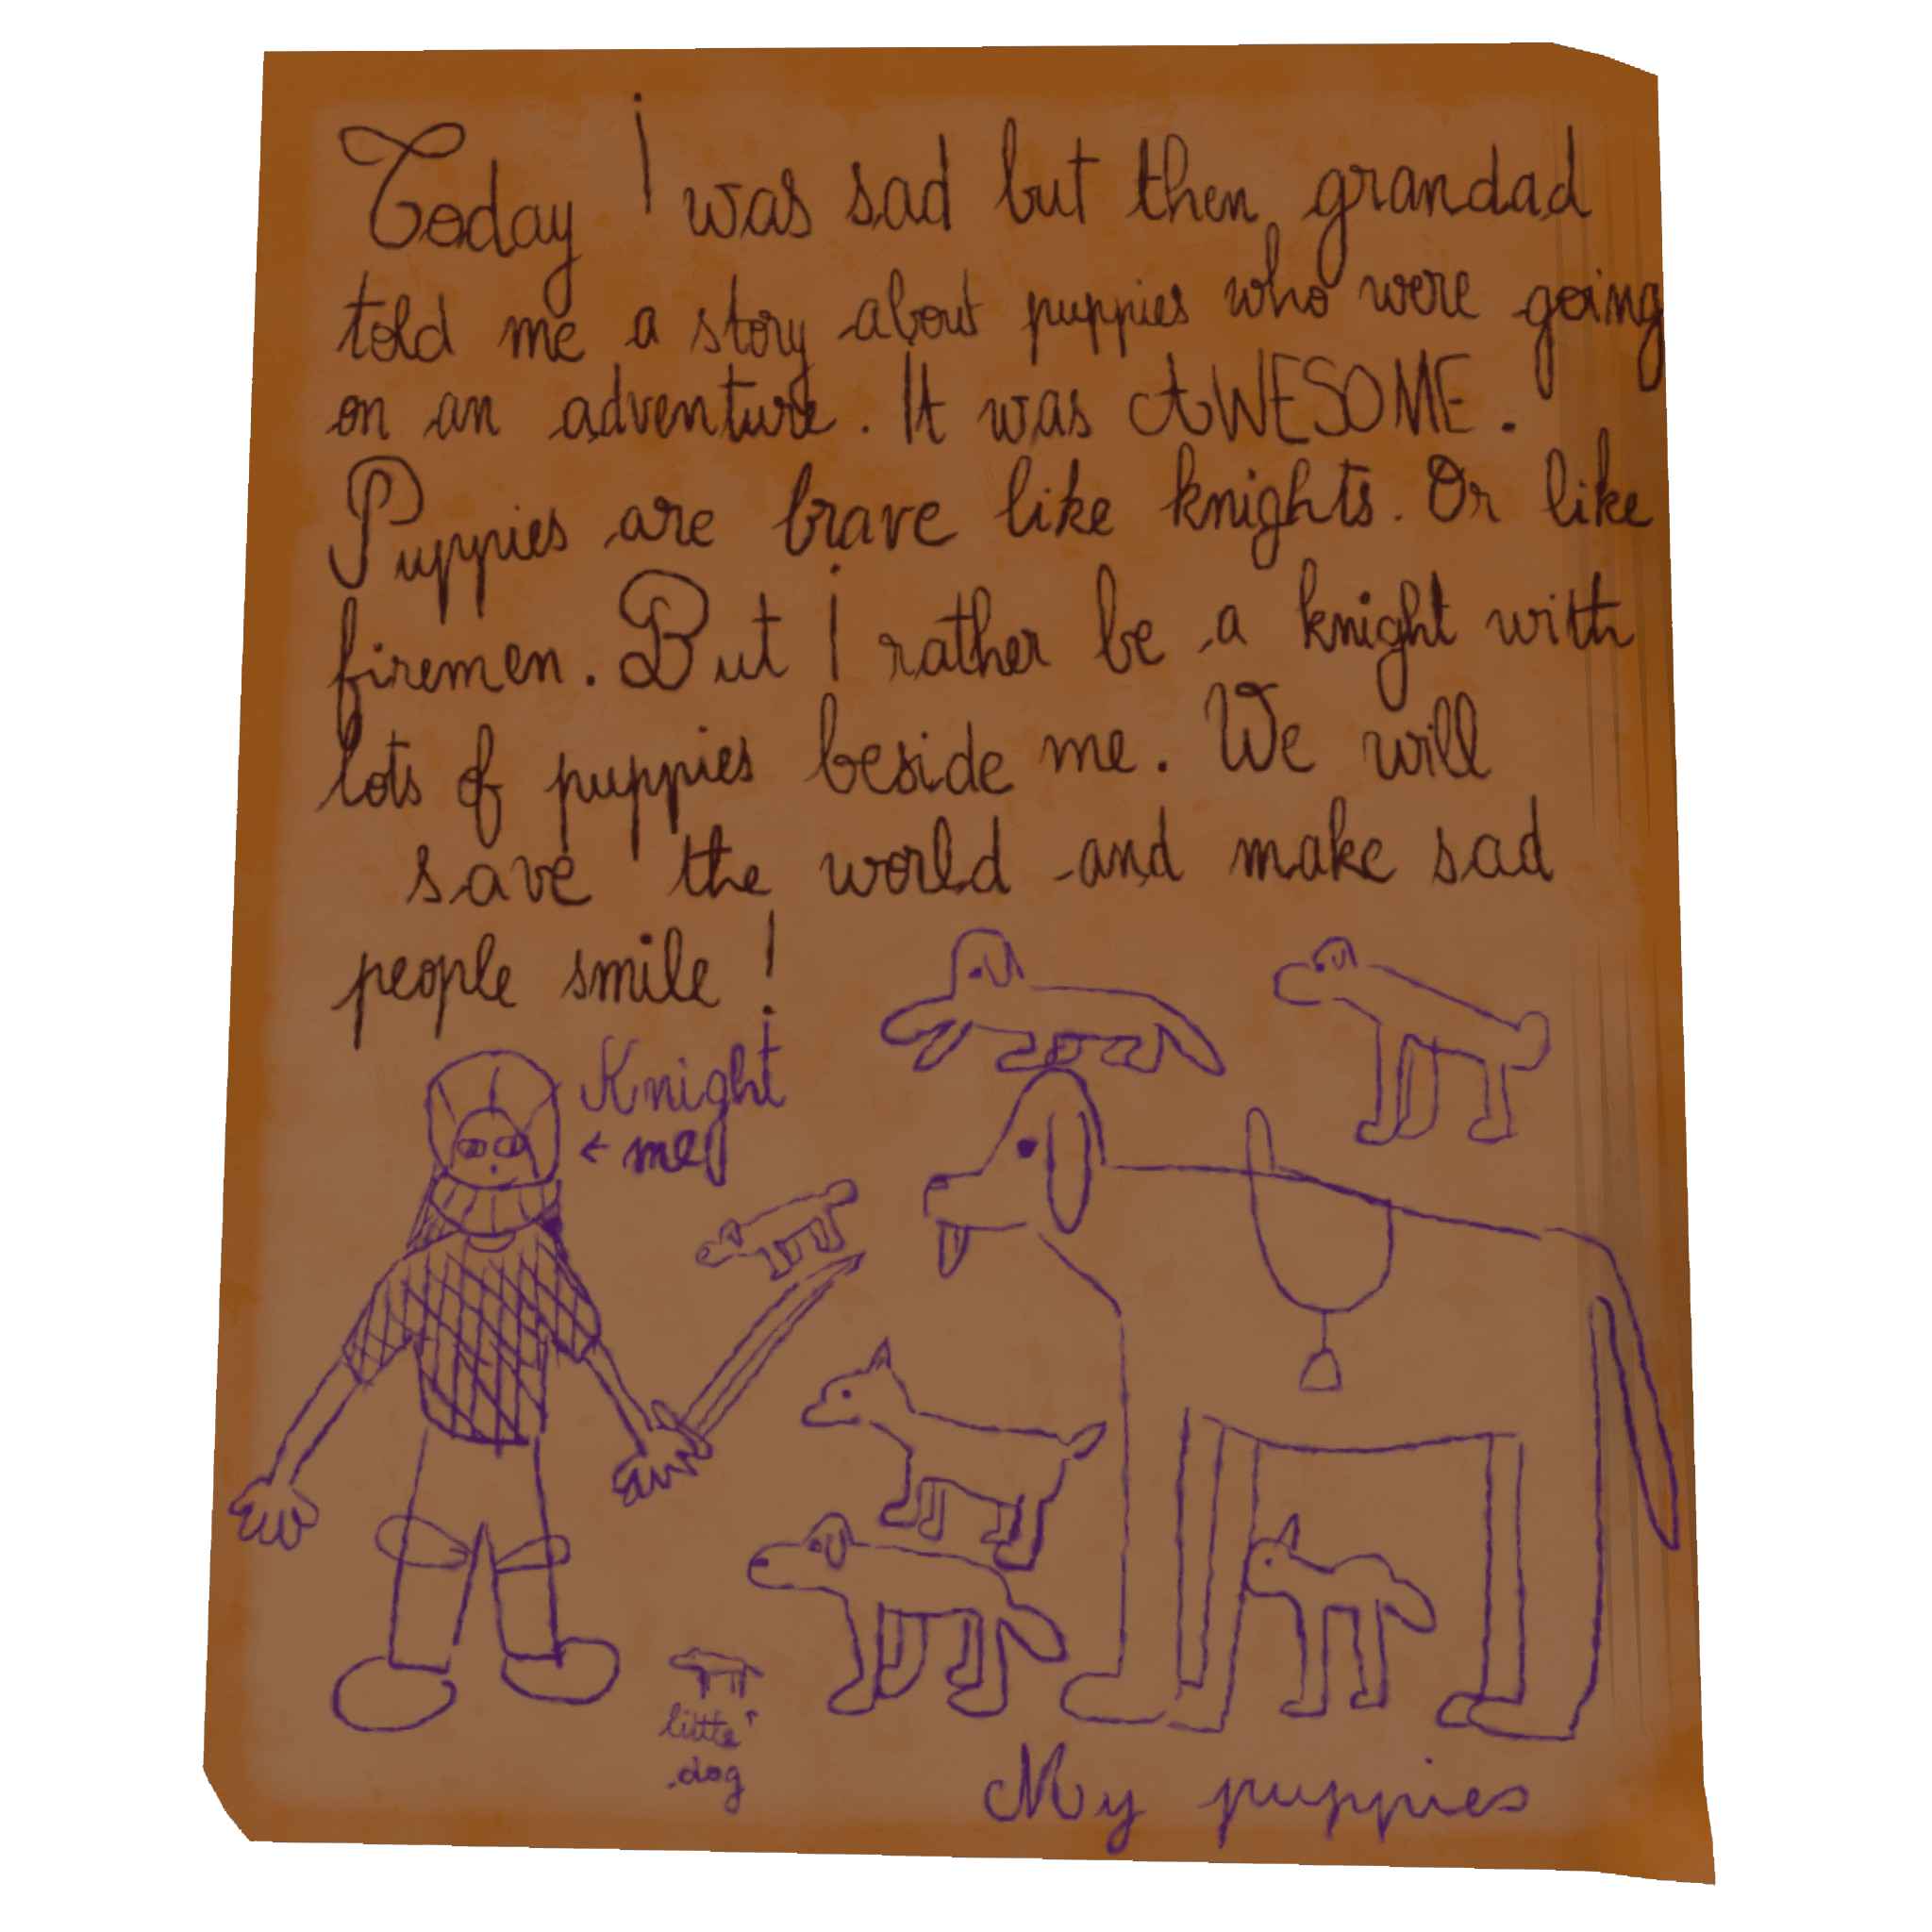 Today I was sad but then grandad
told me a story about puppies who were going
on an adventure. It was AWESOME.
Puppies are brave like knights. Or like
firemen. But I rather be a knight with
lots of puppies beside me. We will
save the world and make sad
people smile!
Knight
← me
little
dog
My puppies